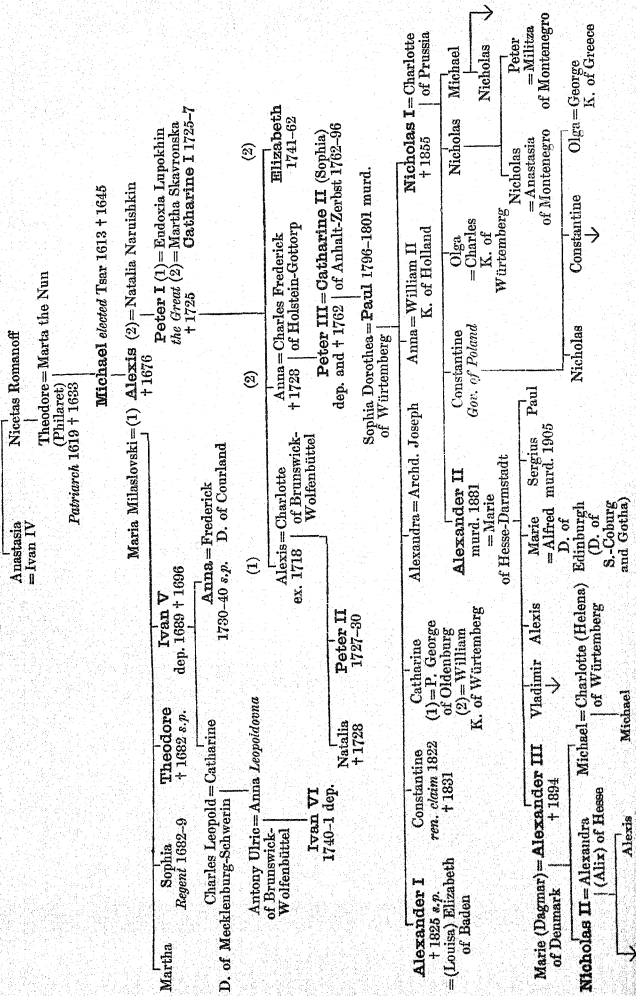 Anastasia
=Ivan IV
Nicetas Romanoff
Theodore=Marta the Nun
(Philaret)
Patriarch 1619 † 1633
Michael elected Tsar 1613 † 1645
Maria Milaslovski=(1) Alexis (2)=Natalia Naruishkin
† 1676
Martha
Sophia
Regent 1682–9
Theodore
† 1682 s.p.
Ivan V
dep. 1689 † 1696
Peter I (1)=Eudoxia Lupokhin
the Great (2)=Martha Skavronska
† 1725
Catharine I 1725–7
Charles Leopold=Catharine
D. of Mecklenburg-Schwerin
Anna=Frederick
1730–40 s.p. D. of Courland
Antony Ulric=Anna Leopoldonna
of Brunswick-
Wolfenbüttel
Ivan VI
1740–1 dep.
(1)
(2)
(2)
Alexis=Charlotte
ex. 1718
of Brunswick-
Wolfenbüttel
Anna=Charles Frederick
† 1728
of Holstein-Gottorp
Elizabeth
1741–62
Natalia
† 1728
Peter II
1727–30
Peter III=Catharine II (Sophia)
dep. and † 1762
of Anhalt-Zerbst 1762–96
Sophia Dorothea=Paul 1796–1801 murd.
of Würtemberg
Alexander I
† 1825 s.p.
=(Louisa) Elizabeth
of Baden
Constantine
ren. claim 1822
† 1831
Catharine
(1)=P. George
of Oldenburg
(2)=William
K. of Würtemberg
Alexandra=Archd. Joseph
Anna=William II
K. of Holland
Nicholas I=Charlotte
† 1855
of Prussia
Alexander II
murd. 1881
=Marie
of Hesse-Darmstadt
Constantine
Gov. of Poland
Olga
=Charles
K. of
Würtemberg
Nicholas
Michael
Nicholas
Nicholas
=Anastasia
of Montenegro
Peter
=Militza
of Montenegro
Nicholas
Constantine
Olga=George
K. of Greece
Marie (Dagmar)=Alexander III
of Denmark
† 1894
Vladimir
Alexis
Marie
=Alfred
D. of
Edinburgh
(D. of
S.-Coburg
and Gotha)
Sergius
murd. 1905
Paul
Nicholas II=Alexandra
(Alix) of Hesse
Michael=Charlotte (Helena)
of Würtemberg
Alexis
Michael